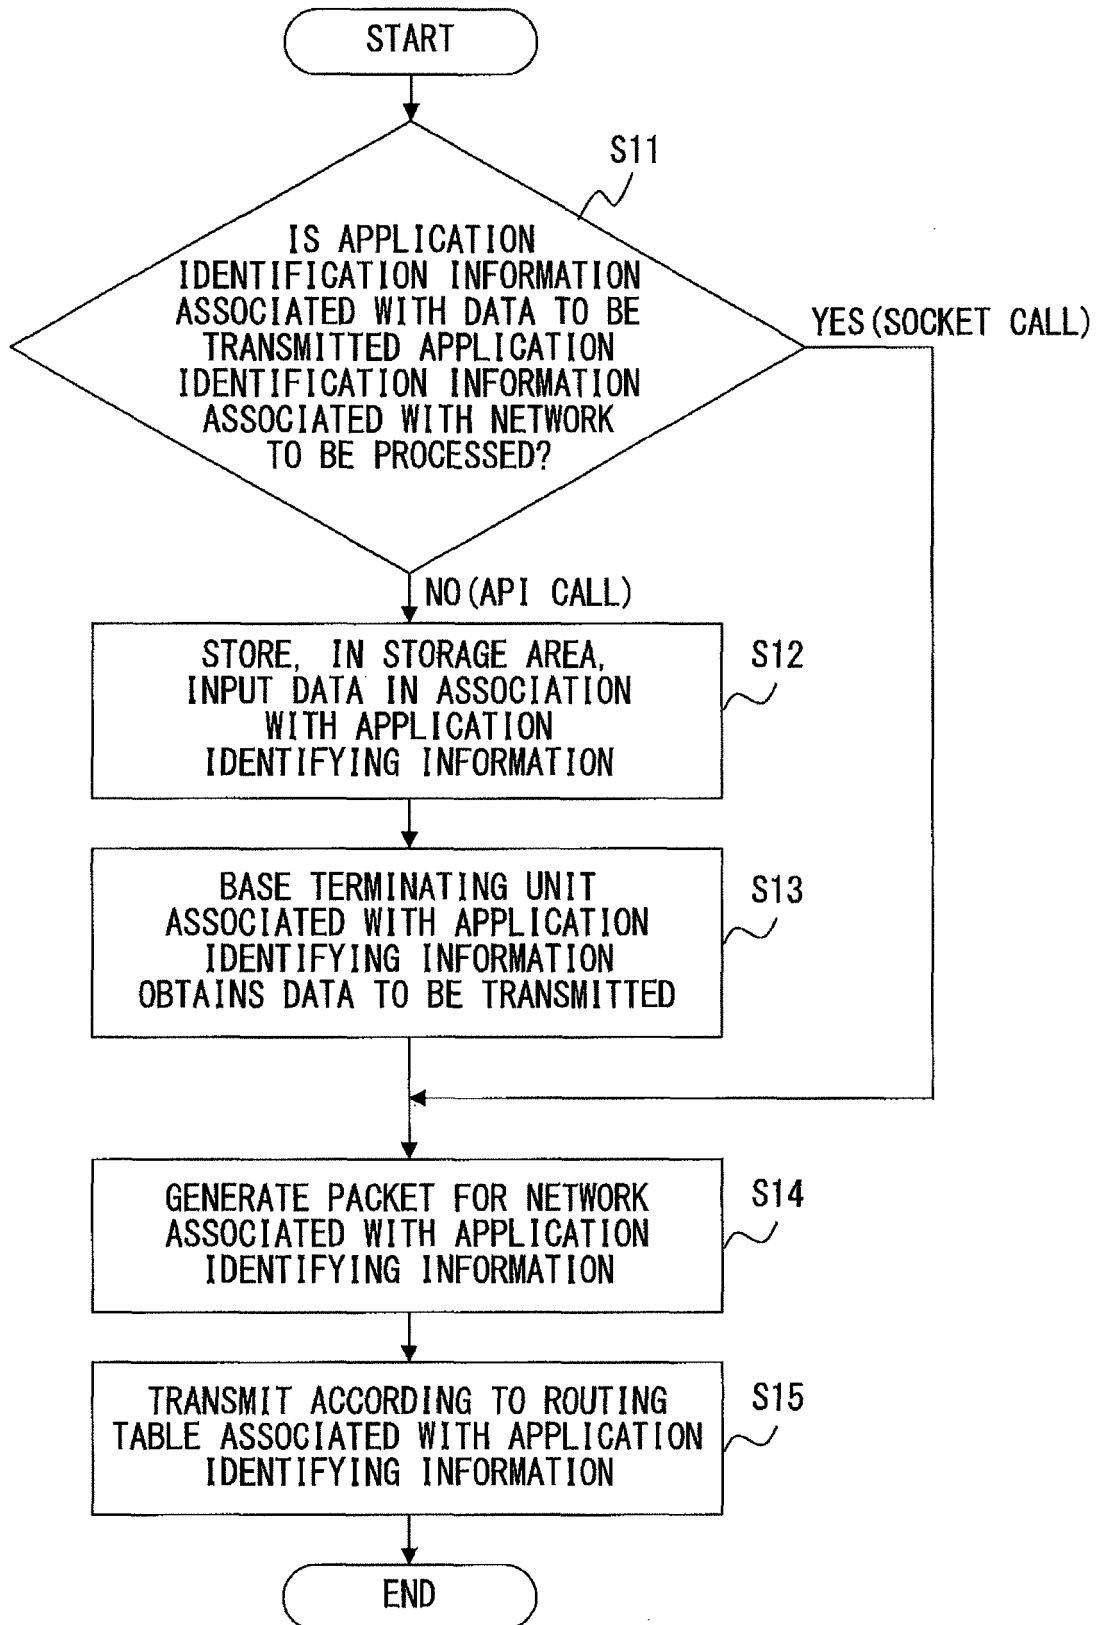 START
S11
IS APPLICATION
IDENTIFICATION INFORMATION
ASSOCIATED WITH DATA TO BE
TRANSMITTED APPLICATION
IDENTIFICATION INFORMATION
ASSOCIATED WITH NETWORK
TO BE PROCESSED?
YES(SOCKET CALL)
NO(API CALL)
STORE, IN STORAGE AREA,
INPUT DATA IN ASSOCIATION
WITH APPLICATION
IDENTIFYING INFORMATION
S12
BASE TERMINATING UNIT
ASSOCIATED WITH APPLICATION
IDENTIFYING INFORMATION
OBTAINS DATA TO BE TRANSMITTED
S13
GENERATE PACKET FOR NETWORK
ASSOCIATED WITH APPLICATION
IDENTIFYING INFORMATION
S14
TRANSMIT ACCORDING TO ROUTING
TABLE ASSOCIATED WITH APPLICATION
IDENTIFYING INFORMATION
S15
END